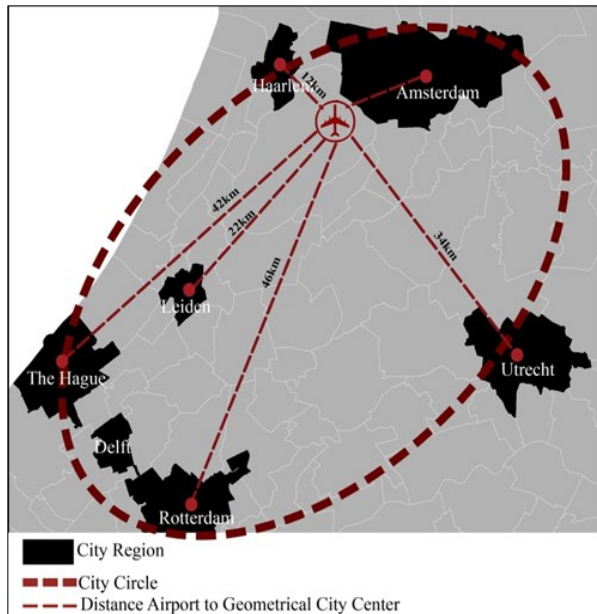 Haarlem
12km
Amsterdam
42km
22km
46km
34km
Leiden
The Hague
Utrecht
Delft
Rotterdam
City Region
City Circle
Distance Airport to Geometrical City Center